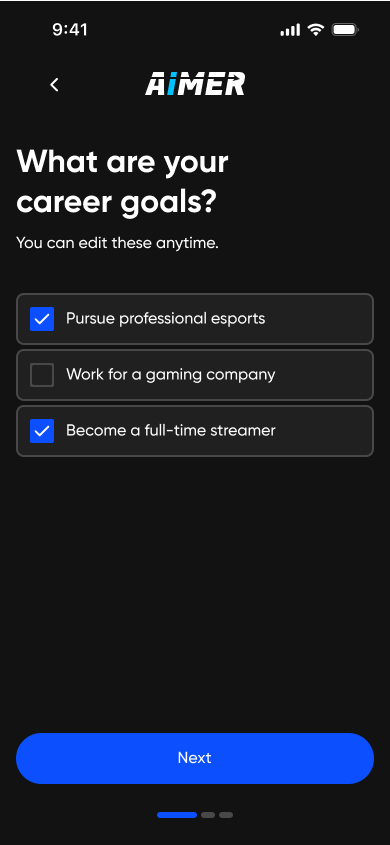 9:41
AiMER
What are your
career goals?
You can edit these anytime.
Pursue professional esports
Work for a gaming company
Become a full-time streamer
Next